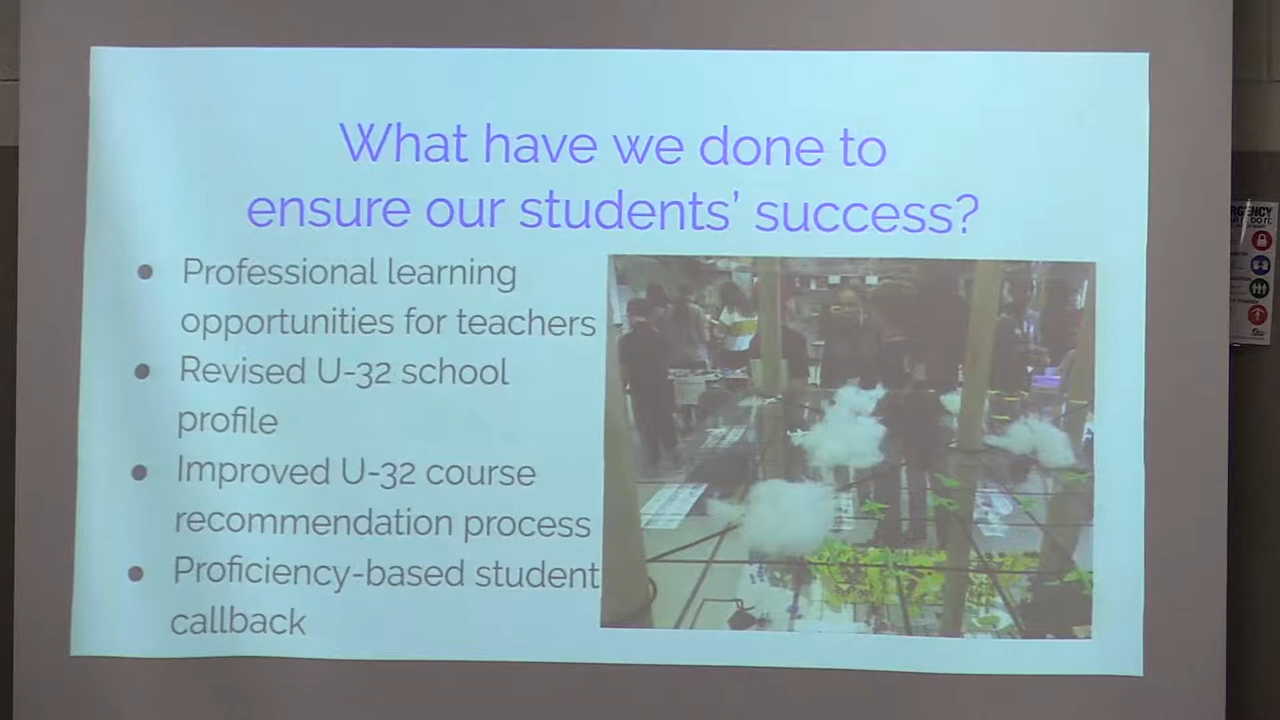 What have we done to
ensure our students' success?
• Professional learning
opportunities for teachers
• Revised U-32 school
profile
• Improved U-32 course
recommendation process
• Proficiency-based student
callback